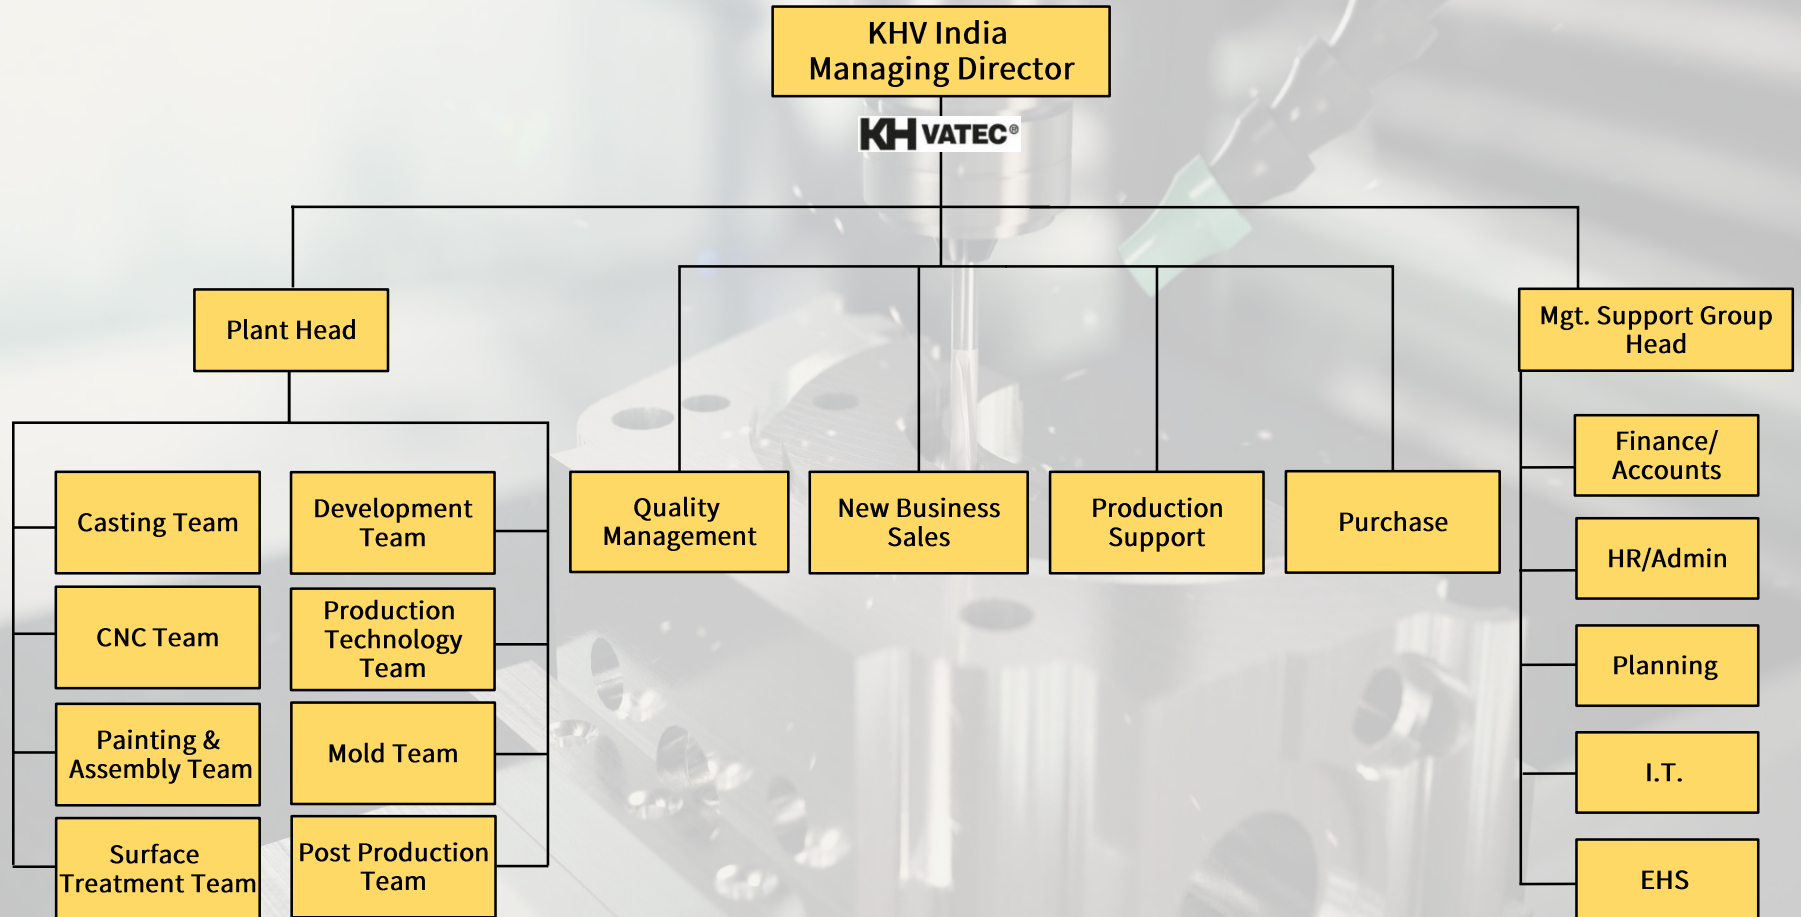 KHV India
Managing Director
KH VATEC®
Plant Head
Mgt. Support Group
Head
Casting Team
Development
Team
CNC Team
Production
Technology
Team
Painting &
Assembly Team
Mold Team
Surface
Treatment Team
Post Production
Team
Quality
Management
New Business
Sales
Production
Support
Purchase
Finance/
Accounts
HR/Admin
Planning
I.T.
EHS